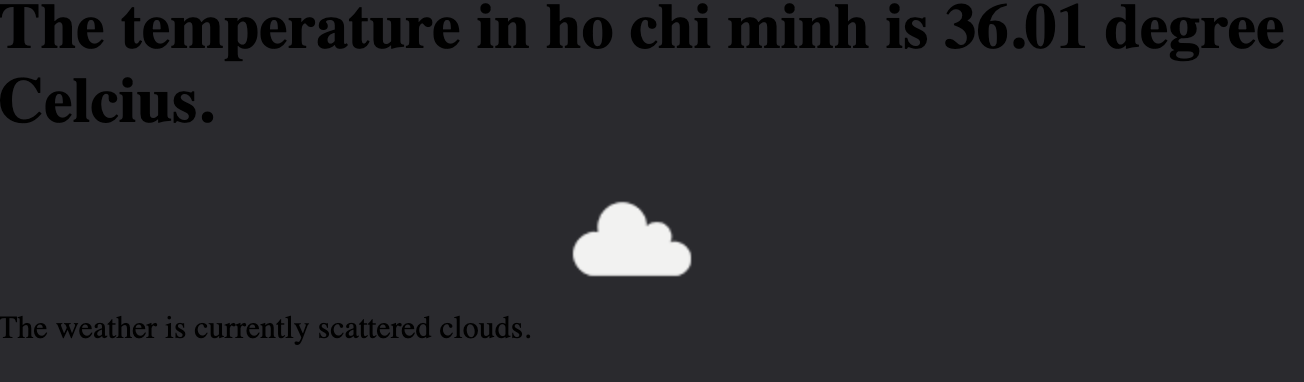 The temperature in ho chi minh is 36.01 degree
Celcius.
The weather is currently scattered clouds.